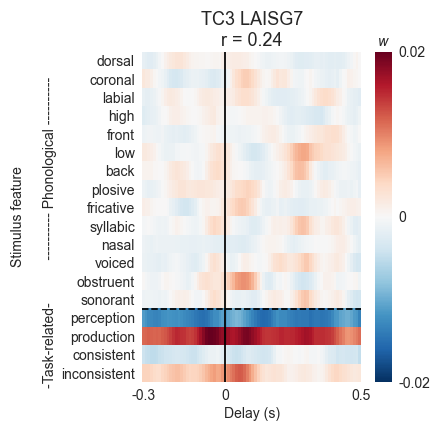 TC3 LAISG7
r = 0.24
w
dorsal
coronal
labial
high
front
low
back
plosive
fricative
syllabic
nasal
voiced
obstruent
sonorant
perception
production
consistent
inconsistent
Stimulus feature
---------- Phonological ----------
-Task-related-
-0.3
0
0.5
Delay (s)
0.02
0
-0.02